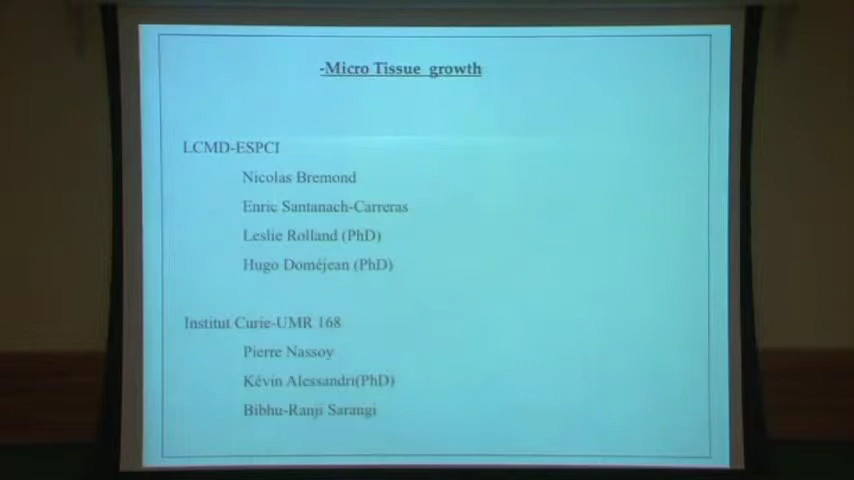 -Micro Tissue growth
LCMD-ESPCI
Nicolas Bremond
Enric Santanach-Carreras
Leslie Rolland (PhD)
Hugo Doméjean (PhD)
Institut Curie-UMR 168
Pierre Nassoy
Kévin Alessandri(PhD)
Bibhu-Ranji Sarangi